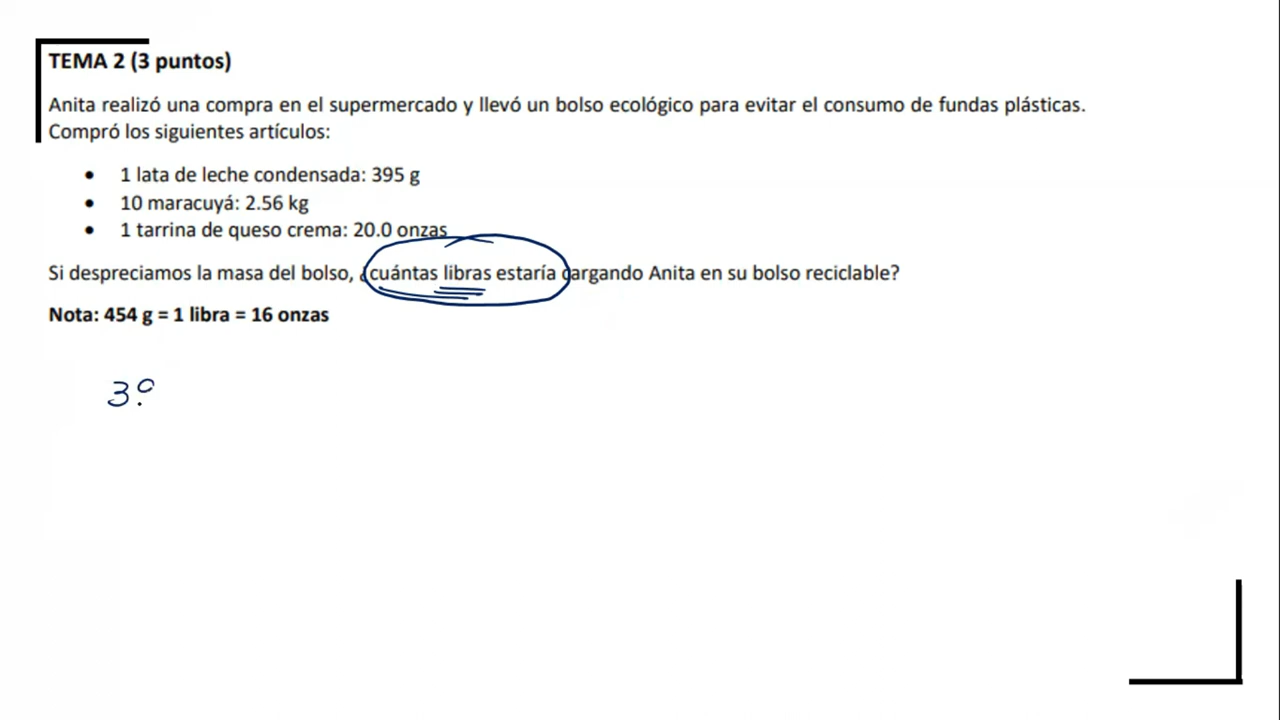 TEMA 2 (3 puntos)
Anita realizó una compra en el supermercado y llevó un bolso ecológico para evitar el consumo de fundas plásticas.
Compró los siguientes artículos:
• 1 lata de leche condensada: 395 g
• 10 maracuyá: 2.56 kg
• 1 tarrina de queso crema: 20.0 onzas
Si despreciamos la masa del bolso, ¿cuántas libras estaría cargando Anita en su bolso reciclable?
Nota: 454 g = 1 libra = 16 onzas
3